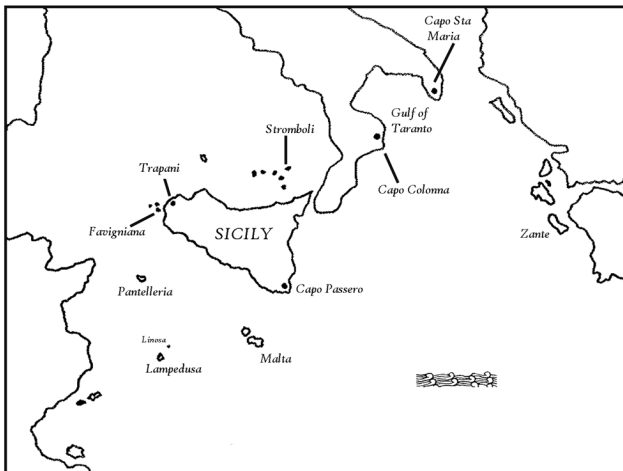 Capo Sta
Maria
Gulf of
Taranto
Stromboli
Trapani
Capo Colonna
Favigniana
SICILY
Zante
Pantelleria
Capo Passero
Linosa
Lampedusa
Malta